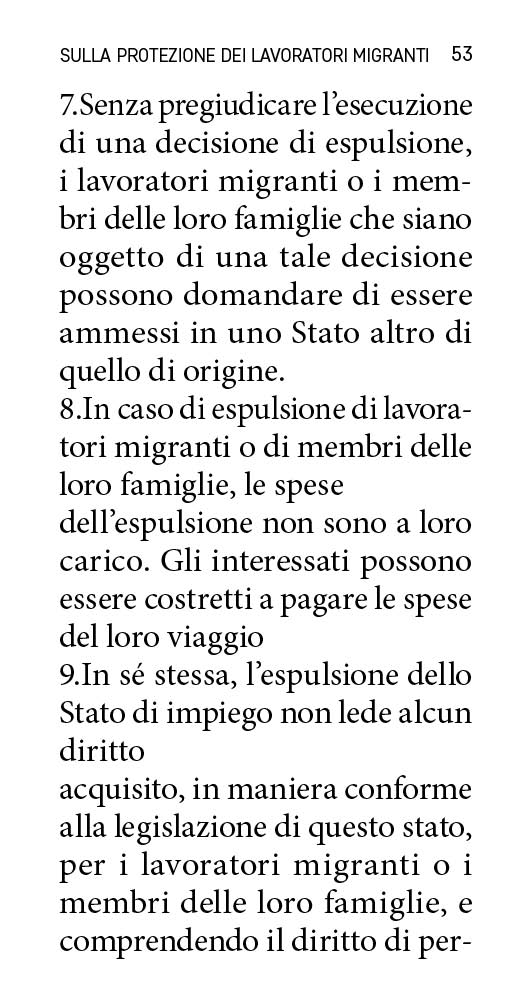 SULLA PROTEZIONE DEI LAVORATORI MIGRANTI 53
7.Senza pregiudicare l’esecuzione
di una decisione di espulsione,
i lavoratori migranti o i mem-
bri delle loro famiglie che siano
oggetto di una tale decisione
possono domandare di essere
ammessi in uno Stato altro di
quello di origine.
8.In caso di espulsione di lavora-
tori migranti o di membri delle
loro famiglie, le spese
dell’espulsione non sono a loro
carico. Gli interessati possono
essere costretti a pagare le spese
del loro viaggio
9.In sé stessa, l’espulsione dello
Stato di impiego non lede alcun
diritto
acquisito, in maniera conforme
alla legislazione di questo stato,
per i lavoratori migranti o i
membri delle loro famiglie, e
comprendendo il diritto di per-